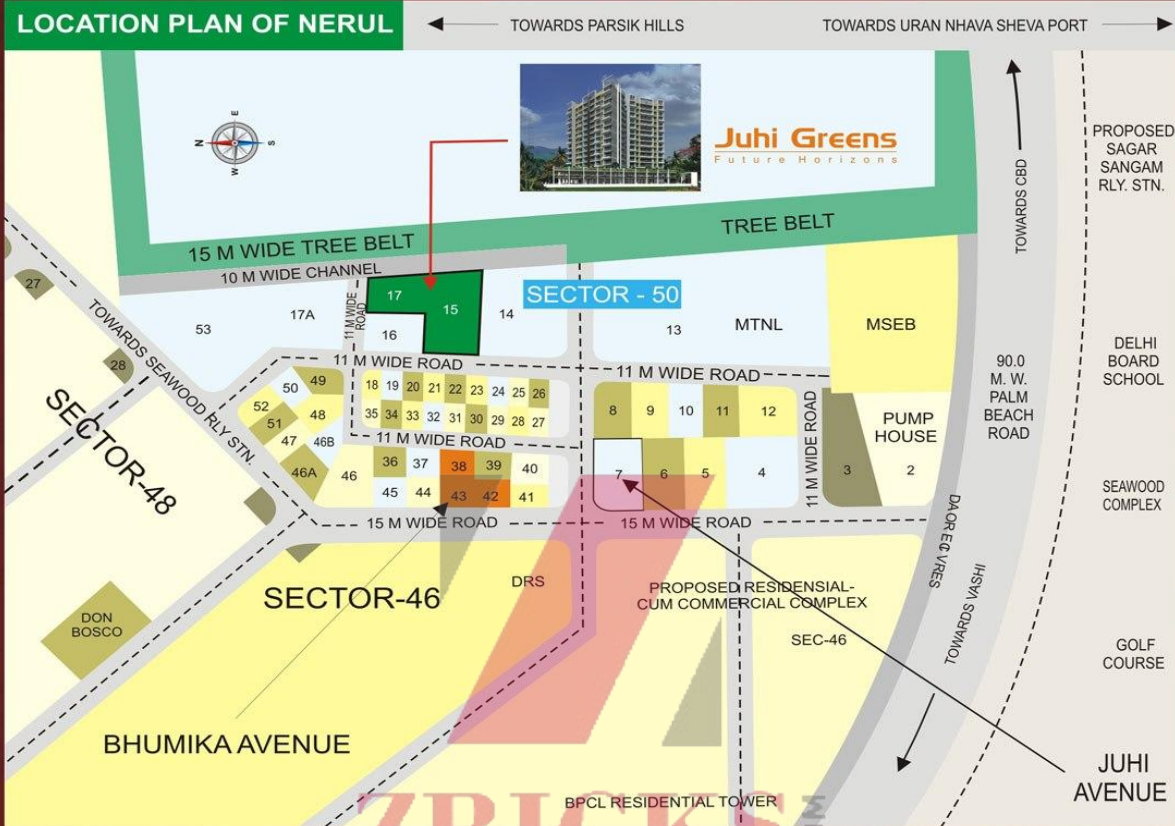 LOCATION PLAN OF NERUL
TOWARDS PARSIK HILLS
TOWARDS URAN NHAVA SHEVA PORT
E
N
S
W
Juhi Greens
Future Horizons
PROPOSED
SAGAR
SANGAM
RLY. STN.
TOWARDS CBD
TREE BELT
15 M WIDE TREE BELT
10 M WIDE CHANNEL
27
TOWARDS SEAWOOD RLY STN.
53
17A
11 M WIDE
ROAD
17
15
16
14
SECTOR - 50
13
MTNL
MSEB
28
11 M WIDE ROAD
11 M WIDE ROAD
90.0
M. W.
PALM
BEACH
ROAD
DELHI
BOARD
SCHOOL
SECTOR-48
50
49
52
51
48
47
46B
46A
46
18 19 20 21 22 23 24 25 26
35 34 33 32 31 30 29 28 27
11 M WIDE ROAD
36 37 38 39 40
45 44 43 42 41
8 9 10 11 12
7 6 5 4
11 M WIDE ROAD
PUMP
HOUSE
3
2
SEAWOOD
COMPLEX
15 M WIDE ROAD
15 M WIDE ROAD
DAOREC VRES
TOWARDS VASHI
SECTOR-46
DRS
PROPOSED RESIDENSIAL-
CUM COMMERCIAL COMPLEX
SEC-46
DON
BOSCO
GOLF
COURSE
BHUMIKA AVENUE
JUHI
AVENUE
BPCL RESIDENTIAL TOWER
ZRICKS